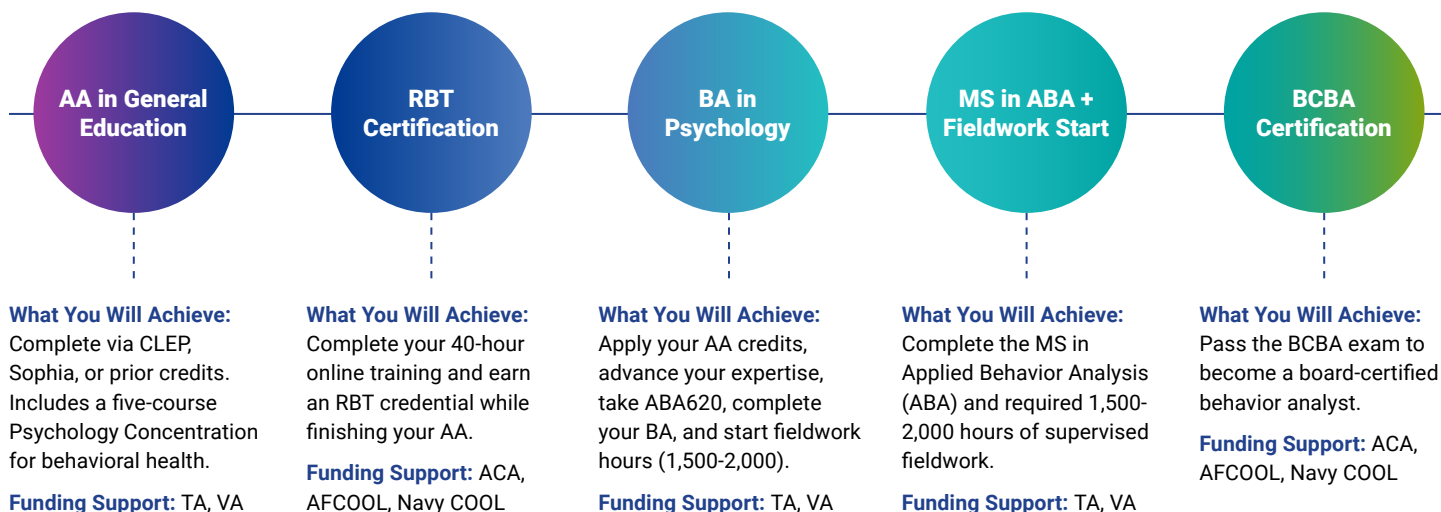 AA in General
Education
RBT
Certification
BA in
Psychology
MS in ABA +
Fieldwork Start
BCBA
Certification
What You Will Achieve:
Complete via CLEP,
Sophia, or prior credits.
Includes a five-course
Psychology Concentration
for behavioral health.
Funding Support: TA, VA
What You Will Achieve:
Complete your 40-hour
online training and earn
an RBT credential while
finishing your AA.
Funding Support: ACA,
AFCOOL, Navy COOL
What You Will Achieve:
Apply your AA credits,
advance your expertise,
take ABA620, complete
your BA, and start fieldwork
hours (1,500-2,000).
Funding Support: TA, VA
What You Will Achieve:
Complete the MS in
Applied Behavior Analysis
(ABA) and required 1,500-
2,000 hours of supervised
fieldwork.
Funding Support: TA, VA
What You Will Achieve:
Pass the BCBA exam to
become a board-certified
behavior analyst.
Funding Support: ACA,
AFCOOL, Navy COOL